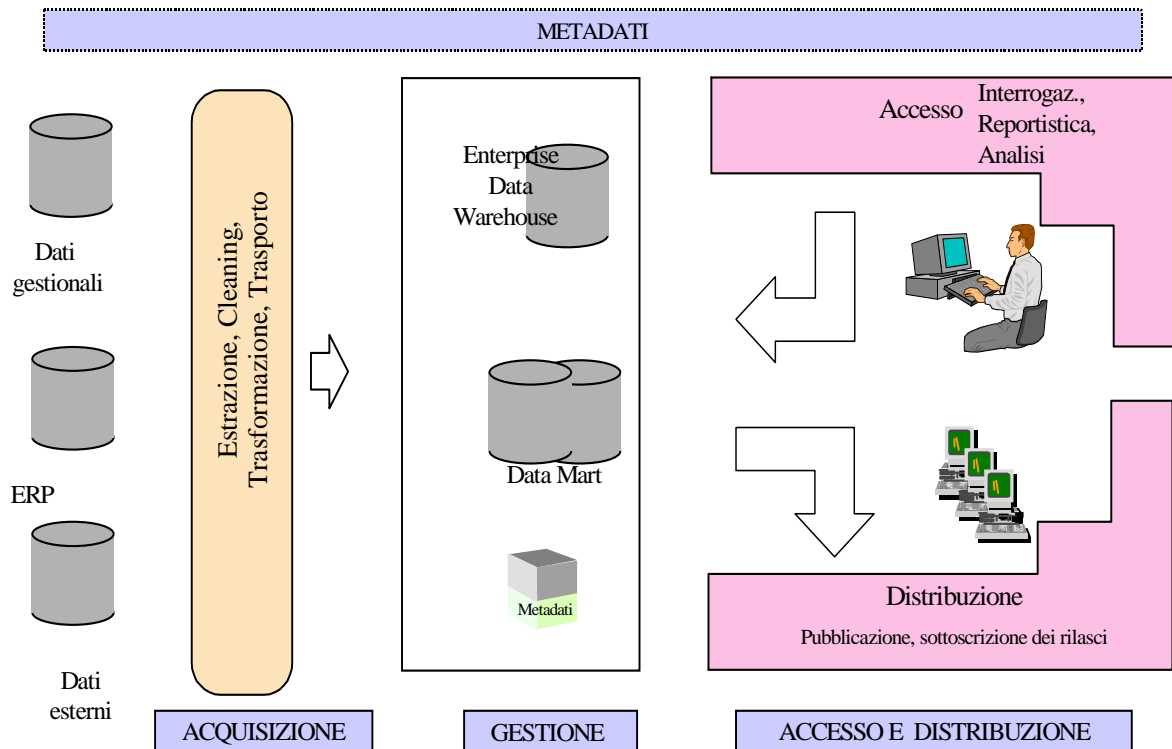 METADATI
Dati
gestionali
ERP
Dati
esterni
Estrazione, Cleaning,
Trasformazione, Trasporto
ACQUISIZIONE
Enterprise
Data
Warehouse
Data Mart
Metadati
GESTIONE
Accesso
Interrogaz.,
Reportistica,
Analisi
Distribuzione
Pubblicazione, sottoscrizione dei rilasci
ACCESSO E DISTRIBUZIONE